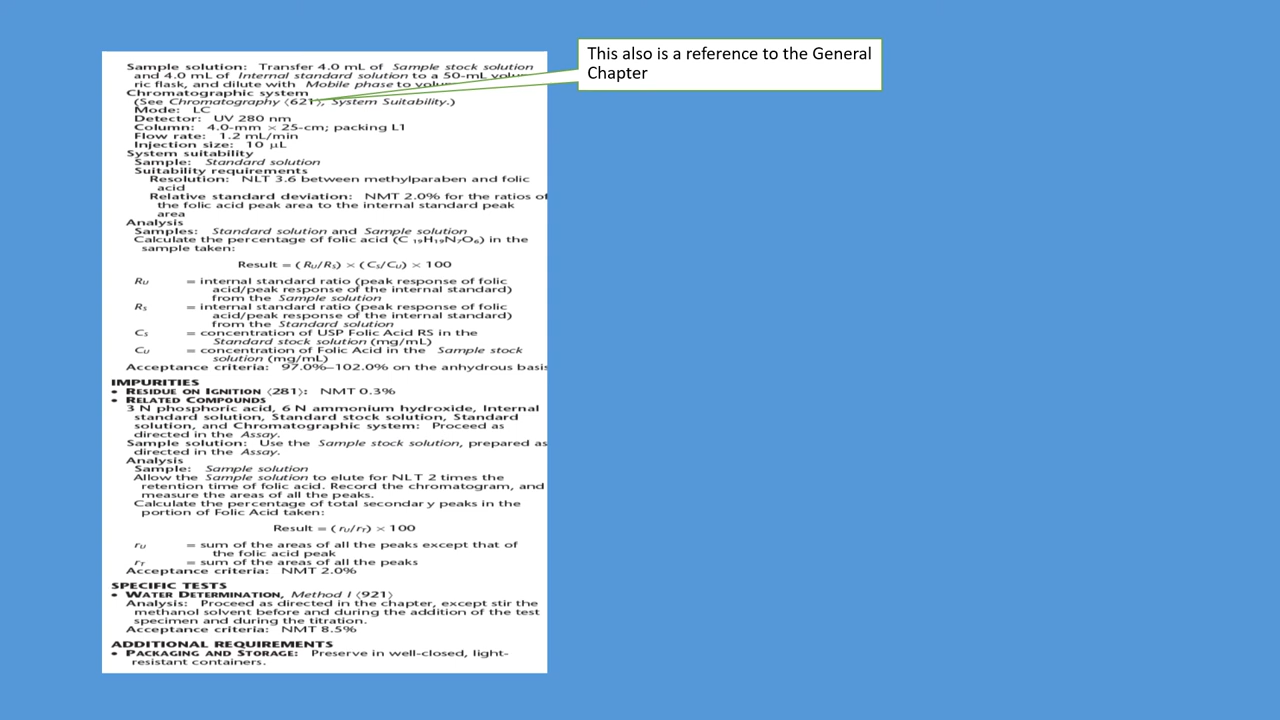 This also is a reference to the General
Chapter
Sample solution: Transfer 4.0 mL of Sample stock solution
and 4.0 mL of Internal standard solution to a 50-mL volu
ric flask, and dilute with Mobile phase to
Chromatographic system
(See Chromatography ⟨621⟩, System Suitability.)
Mode: LC
Detector: UV 280 nm
Column: 4.0-mm × 25-cm; packing L1
Flow rate: 1.2 mL/min
Injection size: 10 μL
System suitability
Sample: Standard solution
Suitability requirements
Resolution: NLT 3.6 between methylparaben and folic
acid
Relative standard deviation: NMT 2.0% for the ratios of
the folic acid peak area to the internal standard peak
area
Analysis
Samples: Standard solution and Sample solution
Calculate the percentage of folic acid (C₁₉H₁₉N₇O₆) in the
sample taken:
Result = (R_U/R_S) × (C_S/C_U) × 100
R_U = internal standard ratio (peak response of folic
acid/peak response of the internal standard)
from the Sample solution
R_S = internal standard ratio (peak response of folic
acid/peak response of the internal standard)
from the Standard solution
C_S = concentration of USP Folic Acid RS in the
Standard stock solution (mg/mL)
C_U = concentration of Folic Acid in the Sample stock
solution (mg/mL)
Acceptance criteria: 97.0%–102.0% on the anhydrous basis
IMPURITIES
• RESIDUE ON IGNITION ⟨281⟩: NMT 0.3%
• RELATED COMPOUNDS
3 N phosphoric acid, 6 N ammonium hydroxide, Internal
standard solution, Standard stock solution, Standard
solution, and Chromatographic system: Proceed as
directed in the Assay.
Sample solution: Use the Sample stock solution, prepared as
directed in the Assay.
Analysis
Sample: Sample solution
Allow the Sample solution to elute for NLT 2 times the
retention time of folic acid. Record the chromatogram, and
measure the areas of all the peaks.
Calculate the percentage of total secondary peaks in the
portion of Folic Acid taken:
Result = (r_U/r_T) × 100
r_U = sum of the areas of all the peaks except that of
the folic acid peak
r_T = sum of the areas of all the peaks
Acceptance criteria: NMT 2.0%
SPECIFIC TESTS
• WATER DETERMINATION, Method I ⟨921⟩
Analysis: Proceed as directed in the chapter, except stir the
methanol solvent before and during the addition of the test
specimen and during the titration.
Acceptance criteria: NMT 8.5%
ADDITIONAL REQUIREMENTS
• PACKAGING AND STORAGE: Preserve in well-closed, light-
resistant containers.